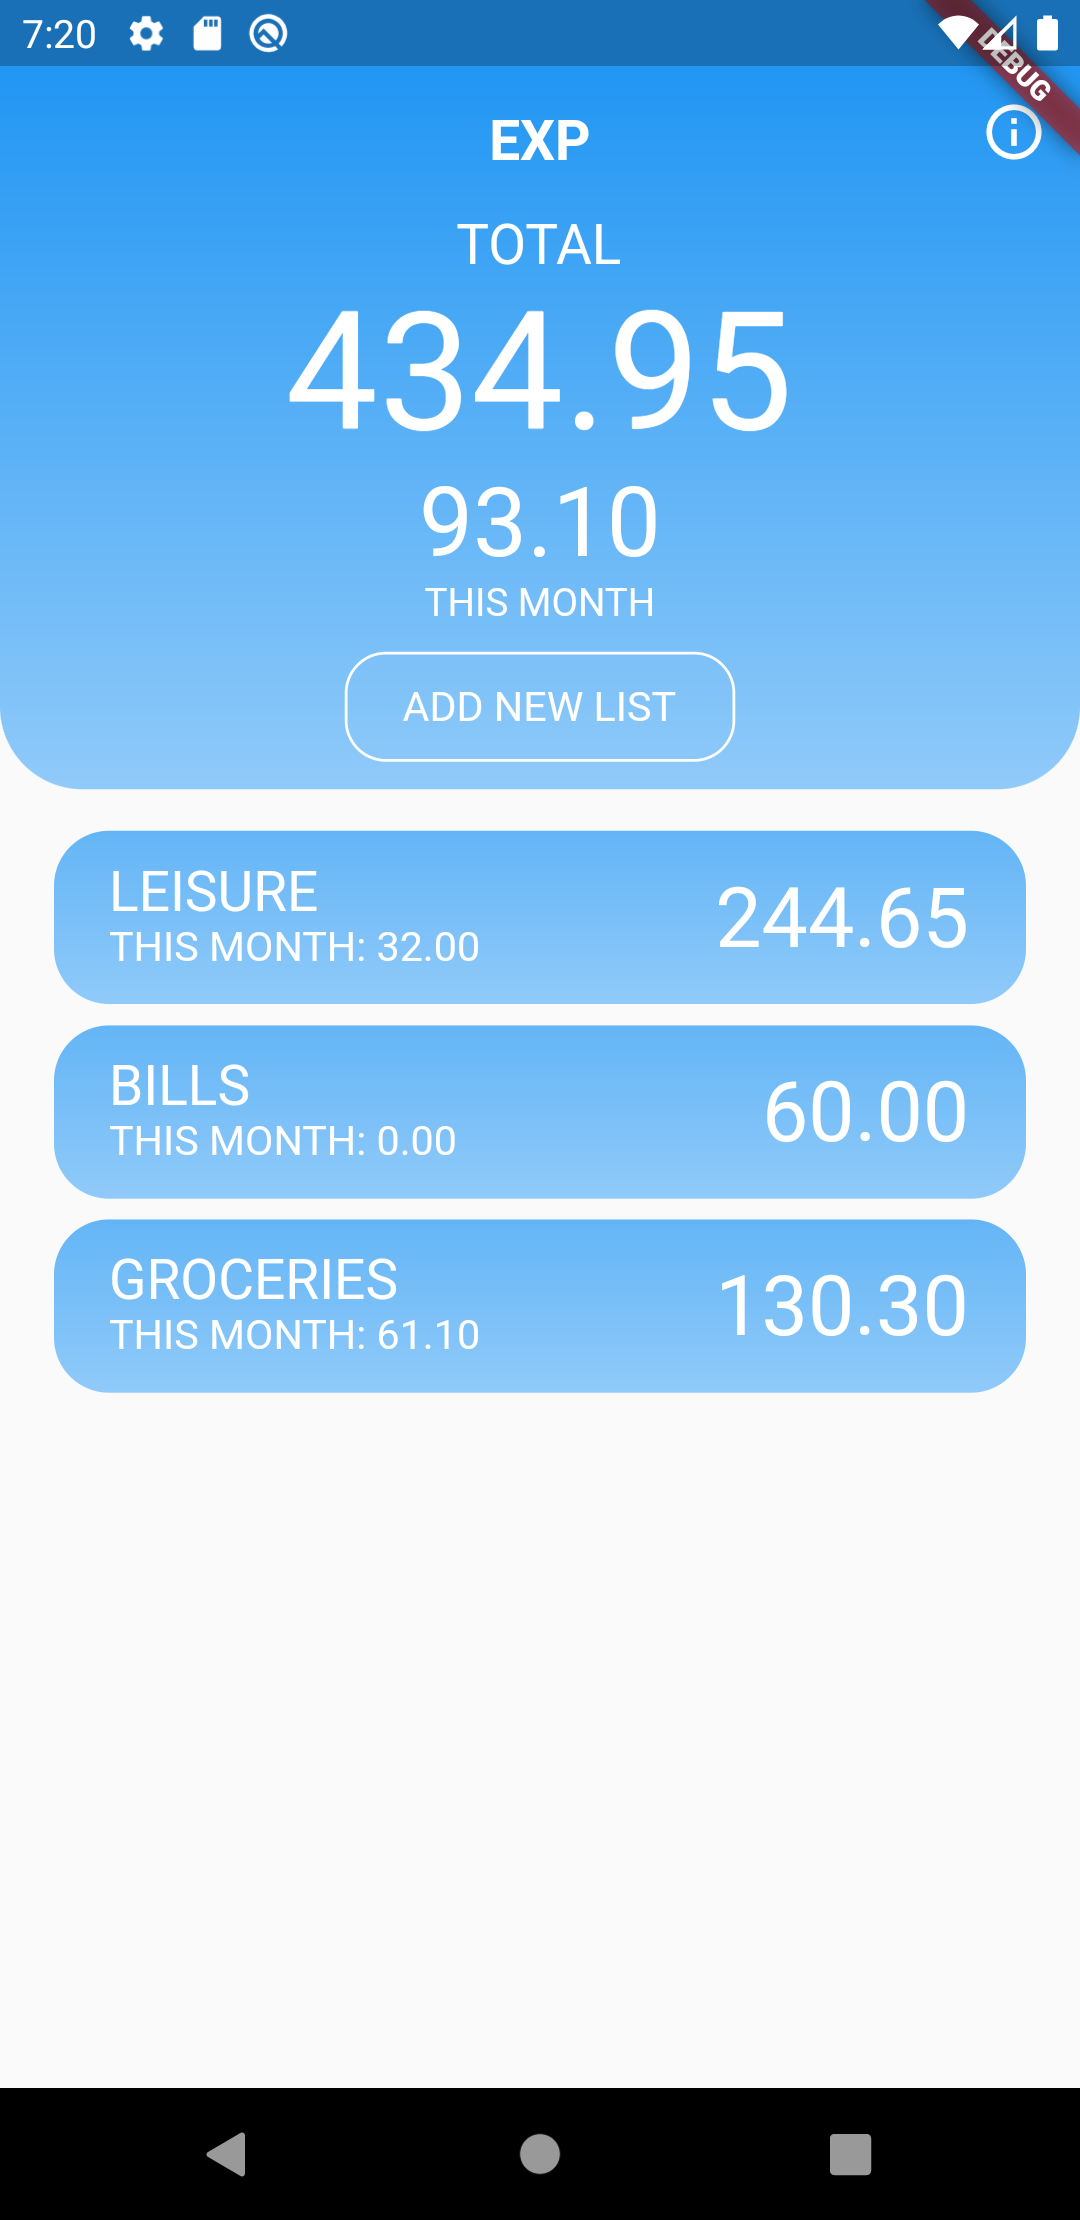 7:20
DEBUG
EXP
TOTAL
434.95
93.10
THIS MONTH
ADD NEW LIST
LEISURE
THIS MONTH: 32.00
244.65
BILLS
THIS MONTH: 0.00
60.00
GROCERIES
THIS MONTH: 61.10
130.30